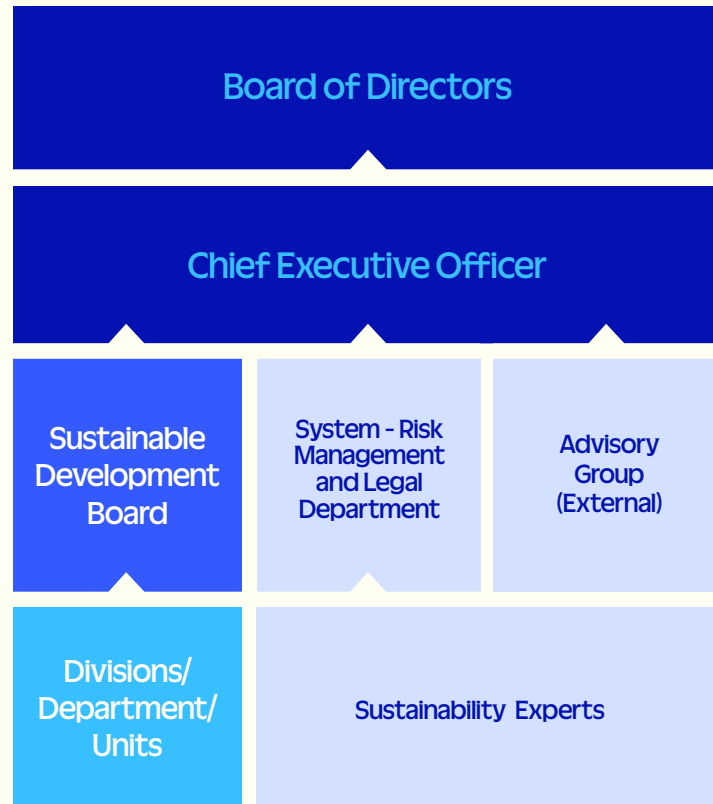 Board of Directors
Chief Executive Officer
Sustainable
Development
Board
System - Risk
Management
and Legal
Department
Advisory
Group
(External)
Divisions/
Department/
Units
Sustainability Experts